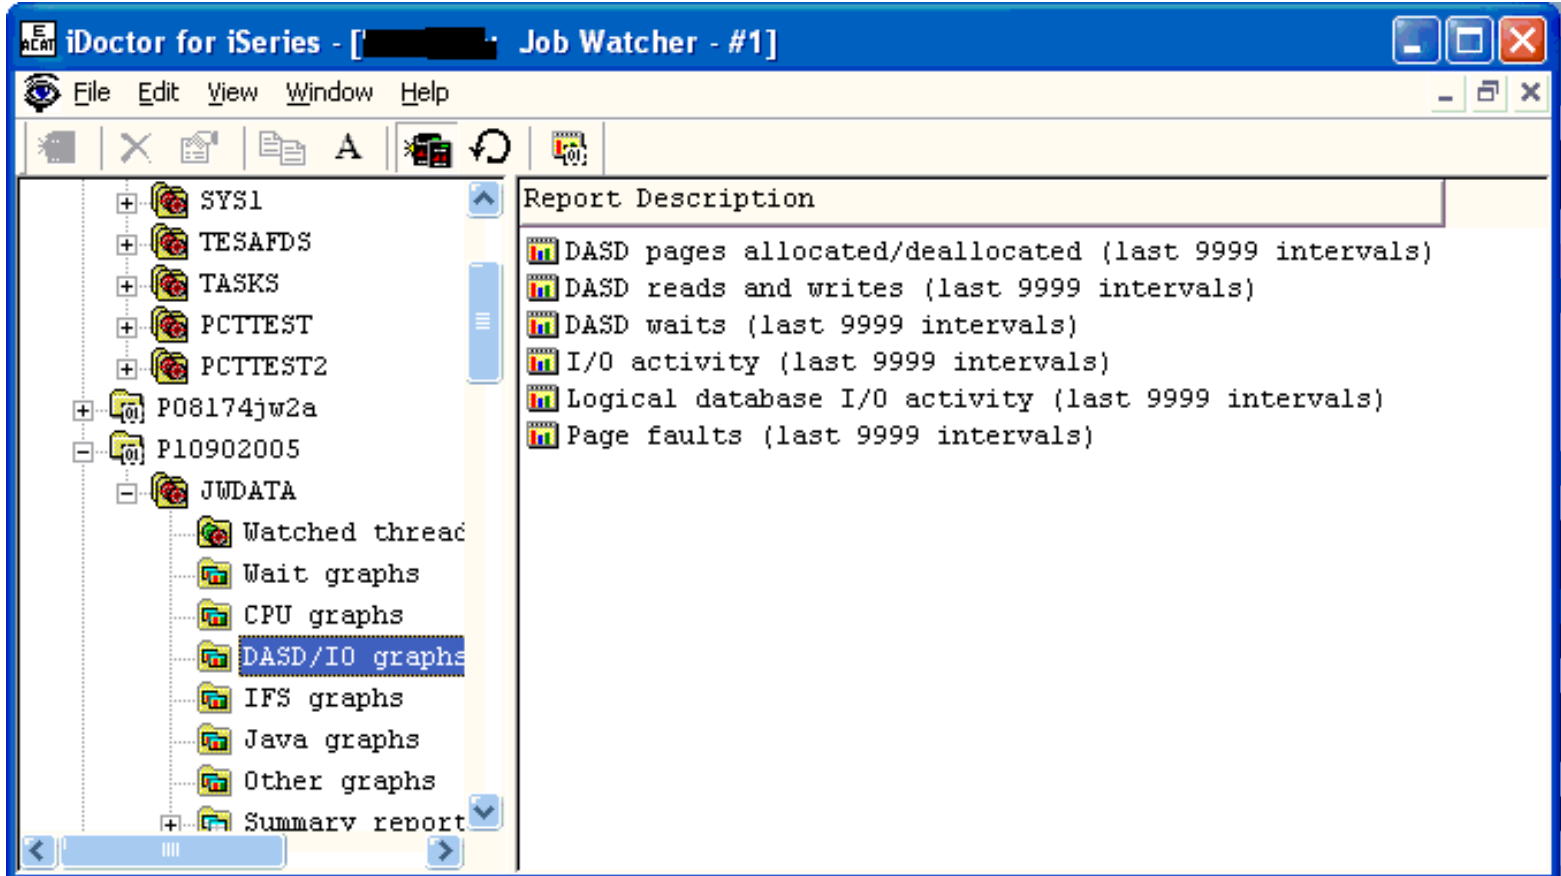 E
ACAT iDoctor for iSeries - [ Job Watcher - #1]
File Edit View Window Help
A
SYS1
TESAFDS
TASKS
PCTTEST
PCTTEST2
P08174jw2a
P10902005
JWDATA
Watched thread
Wait graphs
CPU graphs
DASD/IO graphs
IFS graphs
Java graphs
Other graphs
Summary report
Report Description
DASD pages allocated/deallocated (last 9999 intervals)
DASD reads and writes (last 9999 intervals)
DASD waits (last 9999 intervals)
I/O activity (last 9999 intervals)
Logical database I/O activity (last 9999 intervals)
Page faults (last 9999 intervals)